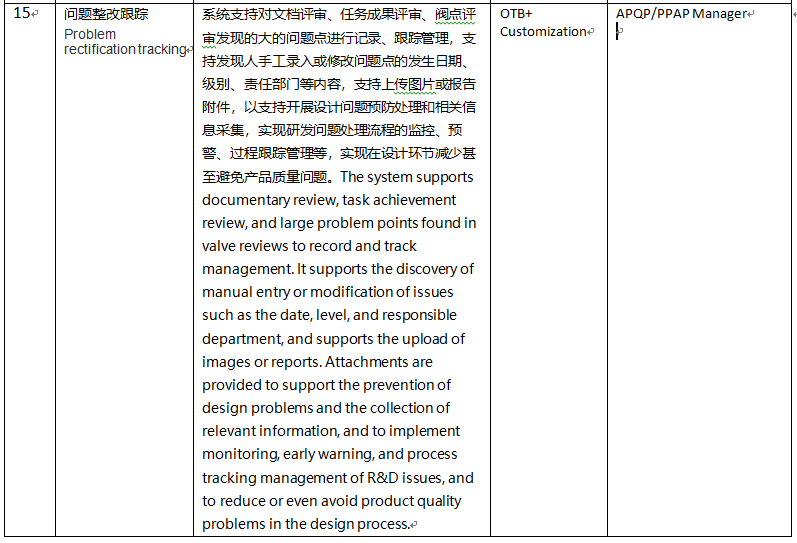 15
问题整改跟踪
Problem
rectification tracking
系统支持对文档评审、任务成果评审、阀点评
审发现的大的问题点进行记录、跟踪管理，支
持发现人手工录入或修改问题点的发生日期、
级别、责任部门等内容，支持上传图片或报告
附件，以支持开展设计问题预防处理和相关信
息采集，实现研发问题处理流程的监控、预
警、过程跟踪管理等，实现在设计环节减少甚
至避免产品质量问题。The system supports
documentary review, task achievement
review, and large problem points found in
valve reviews to record and track
management. It supports the discovery of
manual entry or modification of issues
such as the date, level, and responsible
department, and supports the upload of
images or reports. Attachments are
provided to support the prevention of
design problems and the collection of
relevant information, and to implement
monitoring, early warning, and process
tracking management of R&D issues, and
to reduce or even avoid product quality
problems in the design process.
OTB+
Customization
APQP/PPAP Manager